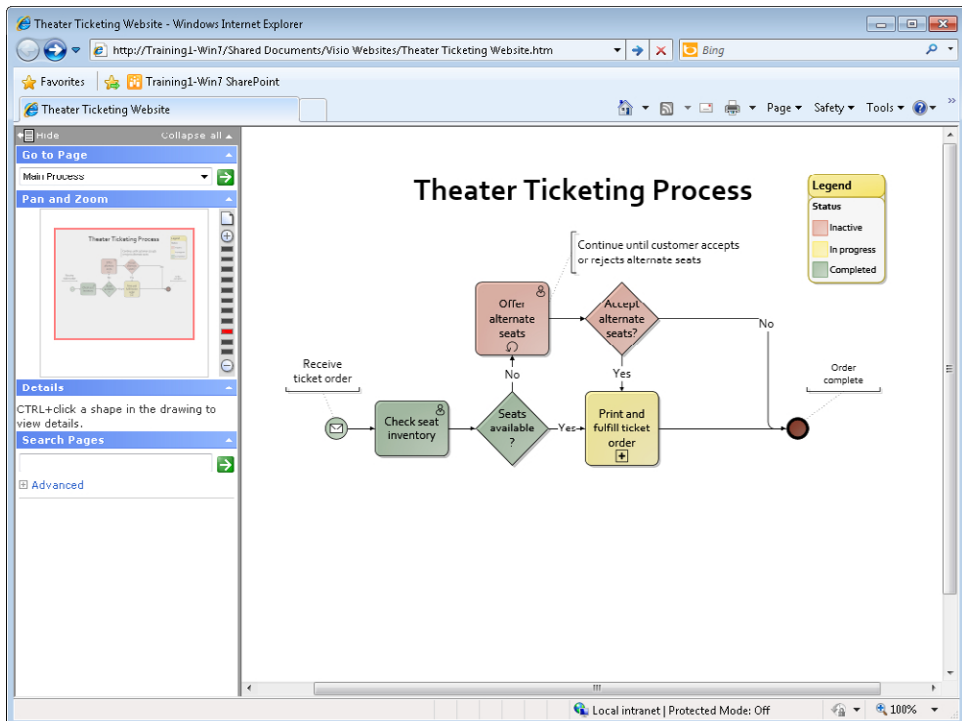 Theater Ticketing Website - Windows Internet Explorer
http://Training1-Win7/Shared Documents/Visio Websites/Theater Ticketing Website.htm
Bing
Favorites
Training1-Win7 SharePoint
Theater Ticketing Website
Page
Safety
Tools
»
Hide
Collapse all
Go to Page
Main Process
Pan and Zoom
Details
CTRL+click a shape in the drawing to
view details.
Search Pages
Advanced
Theater Ticketing Process
Legend
Status
Inactive
In progress
Completed
Continue until customer accepts
or rejects alternate seats
Offer
alternate
seats
Accept
alternate
seats?
No
Receive
ticket order
No
Yes
Order
complete
Check seat
inventory
Seats
available
?
Yes
Print and
fulfill ticket
order
Local intranet | Protected Mode: Off
100%